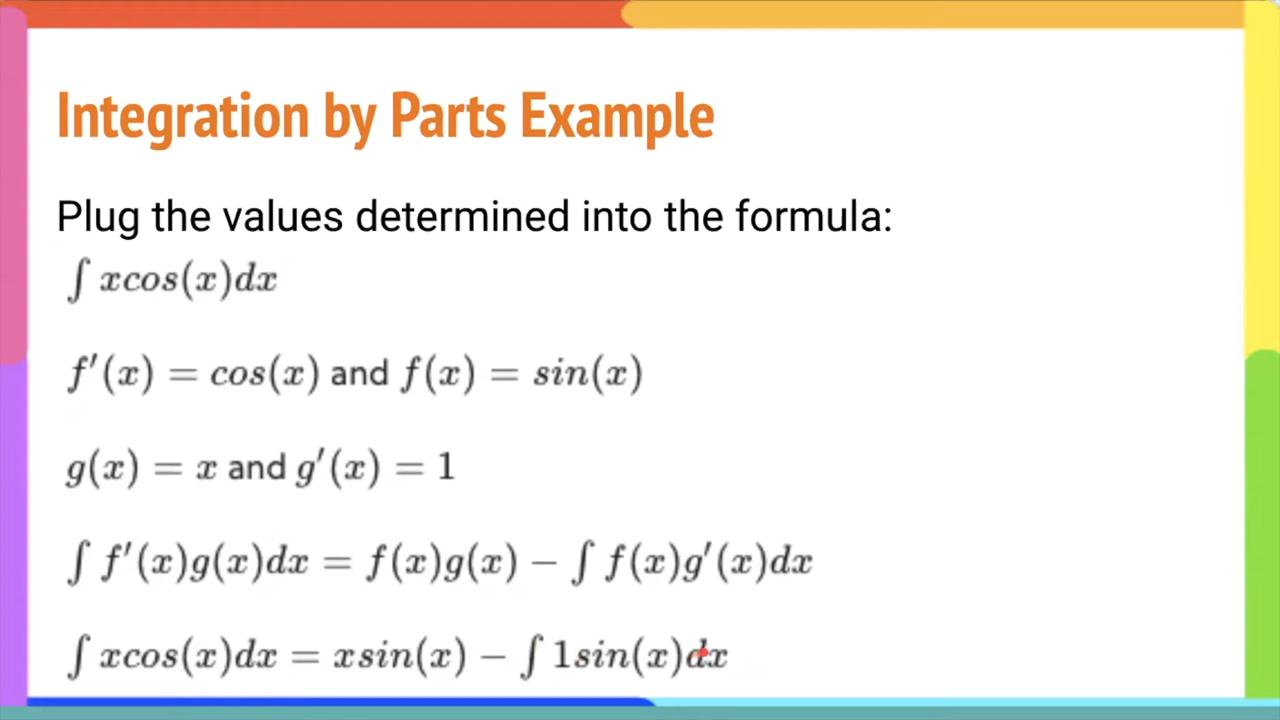 Integration by Parts Example
Plug the values determined into the formula:
∫ xcos(x)dx
f′(x) = cos(x) and f(x) = sin(x)
g(x) = x and g′(x) = 1
∫ f′(x)g(x)dx = f(x)g(x) − ∫ f(x)g′(x)dx
∫ xcos(x)dx = xsin(x) − ∫ 1sin(x)dx